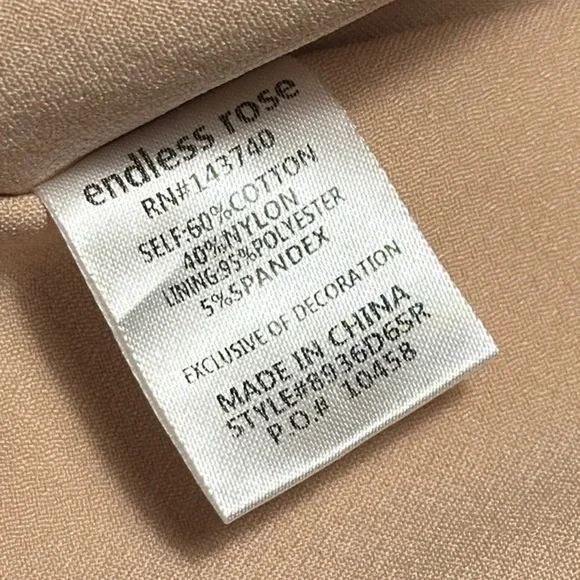 endless rose
RN#143740
SELF:60%COTTON
40%NYLON
LINING:95%POLYESTER
5%SPANDEX
EXCLUSIVE OF DECORATION
MADE IN CHINA
STYLE#8936D6SR
P.O.# 10458